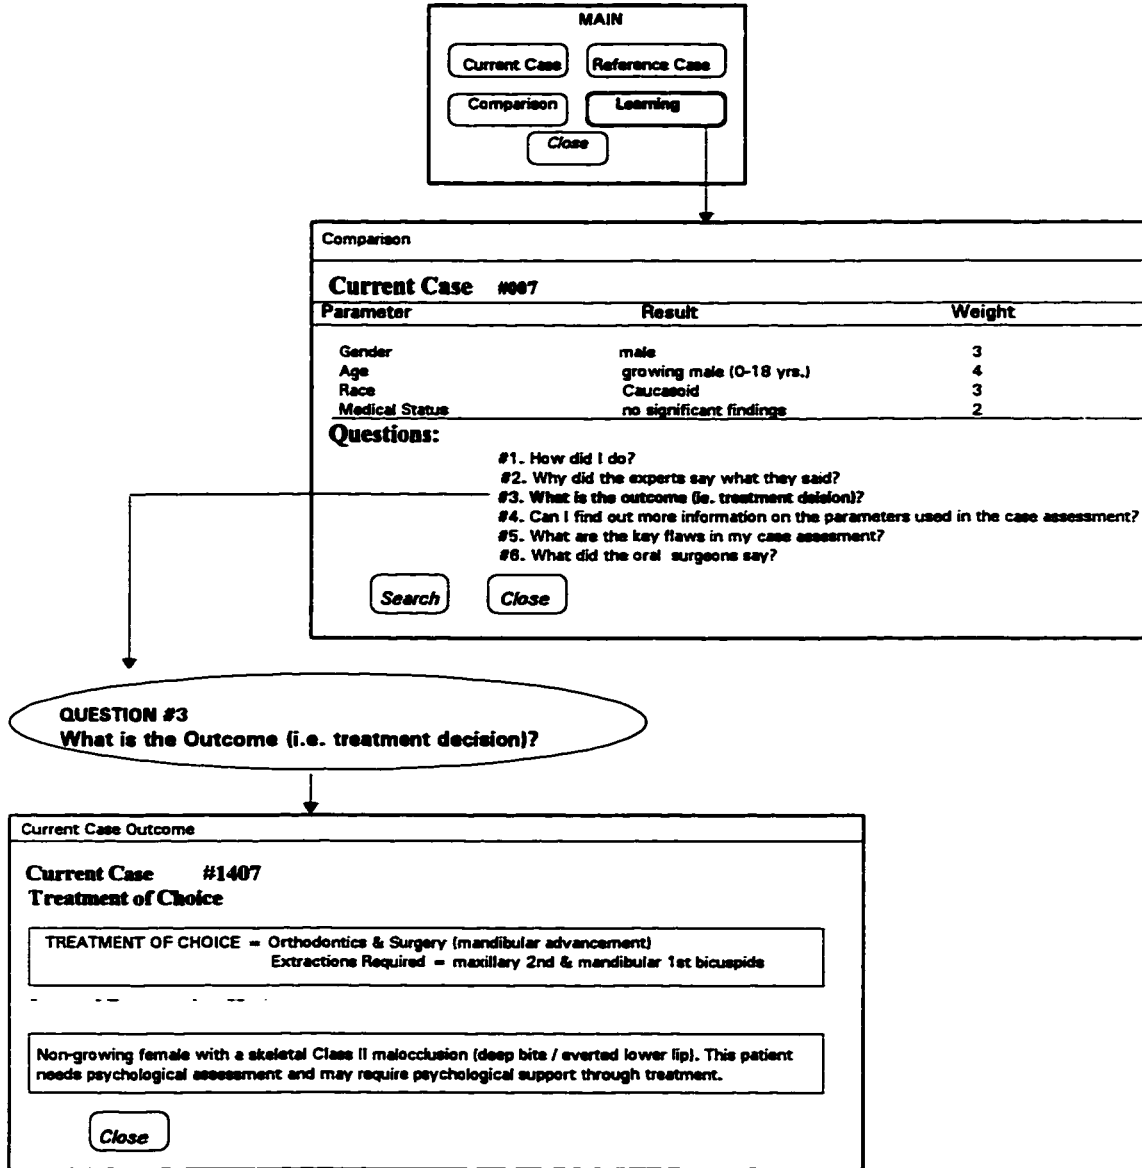 MAIN
Current Case Reference Case
Comparison Learning
Close
Comparison
Current Case #007
Parameter Result Weight
Gender male 3
Age growing male (0-18 yrs.) 4
Race Caucasoid 3
Medical Status no significant findings 2
Questions:
#1. How did I do?
#2. Why did the experts say what they said?
#3. What is the outcome (ie. treatment deision)?
#4. Can I find out more information on the parameters used in the case assessment?
#5. What are the key flaws in my case assesment?
#6. What did the oral surgeons say?
Search Close
QUESTION #3
What is the Outcome (i.e. treatment decision)?
Current Case Outcome
Current Case #1407
Treatment of Choice
TREATMENT OF CHOICE = Orthodontics & Surgery (mandibular advancement)
Extractions Required = maxillary 2nd & mandibular 1st bicuspids
Non-growing female with a skeletal Class II malocclusion (deep bite / everted lower lip). This patient
needs psychological assessment and may require psychological support through treatment.
Close